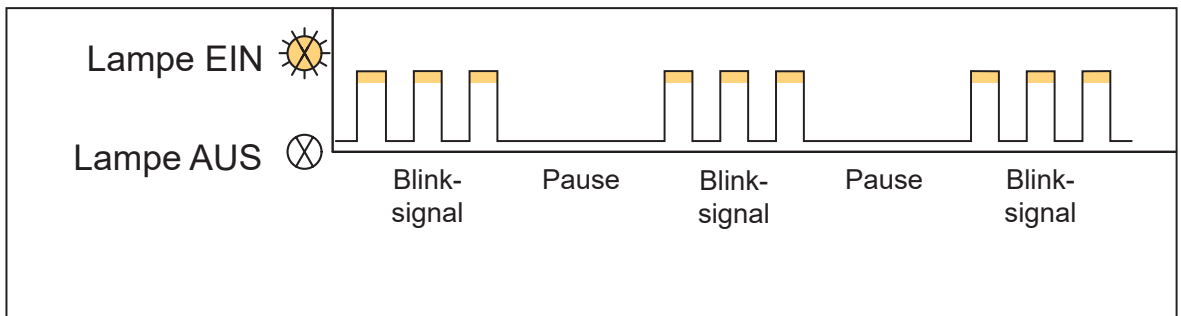 Lampe EIN
Lampe AUS
Blink-
signal
Pause
Blink-
signal
Pause
Blink-
signal